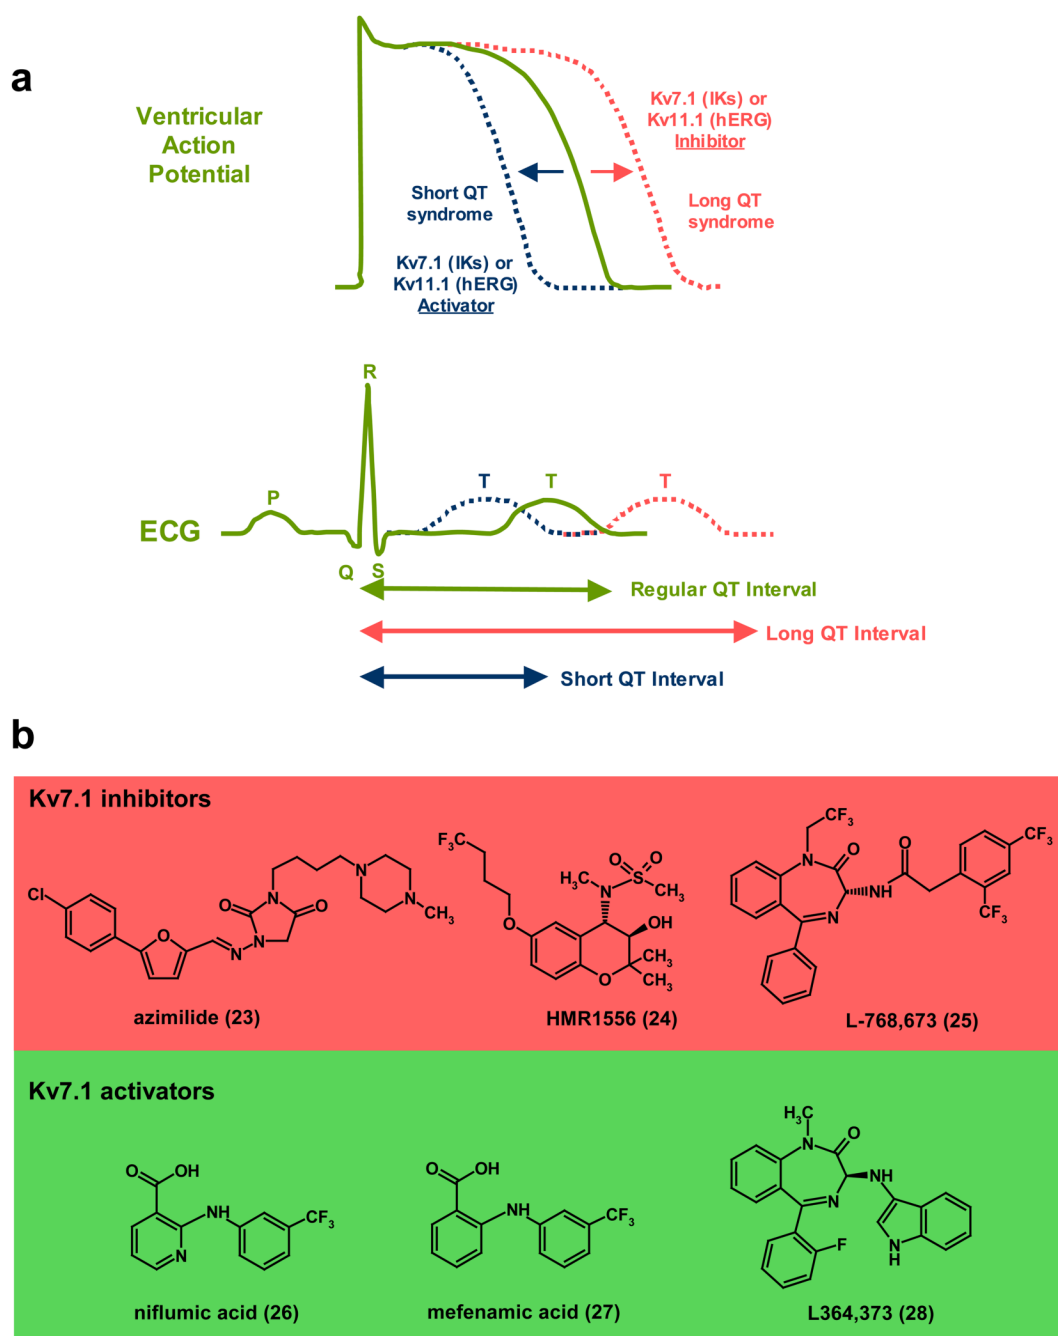 a
Ventricular
Action
Potential
Kv7.1 (IKs) or
Kv11.1 (hERG)
Inhibitor
Short QT
syndrome
Long QT
syndrome
Kv7.1 (IKs) or
Kv11.1 (hERG)
Activator
R
P
T
T
T
ECG
Q
S
Regular QT Interval
Long QT Interval
Short QT Interval
b
Kv7.1 inhibitors
Cl
O
N
O
N
N
O
N
N
CH3
azimilide (23)
F3C
O
H3C
N
O
O
S
CH3
OH
CH3
CH3
O
HMR1556 (24)
CF3
N
O
N
NH
O
CF3
CF3
L-768,673 (25)
Kv7.1 activators
O
OH
NH
N
CF3
niflumic acid (26)
O
OH
NH
CF3
mefenamic acid (27)
H3C
N
O
N
NH
F
N
H
L364,373 (28)